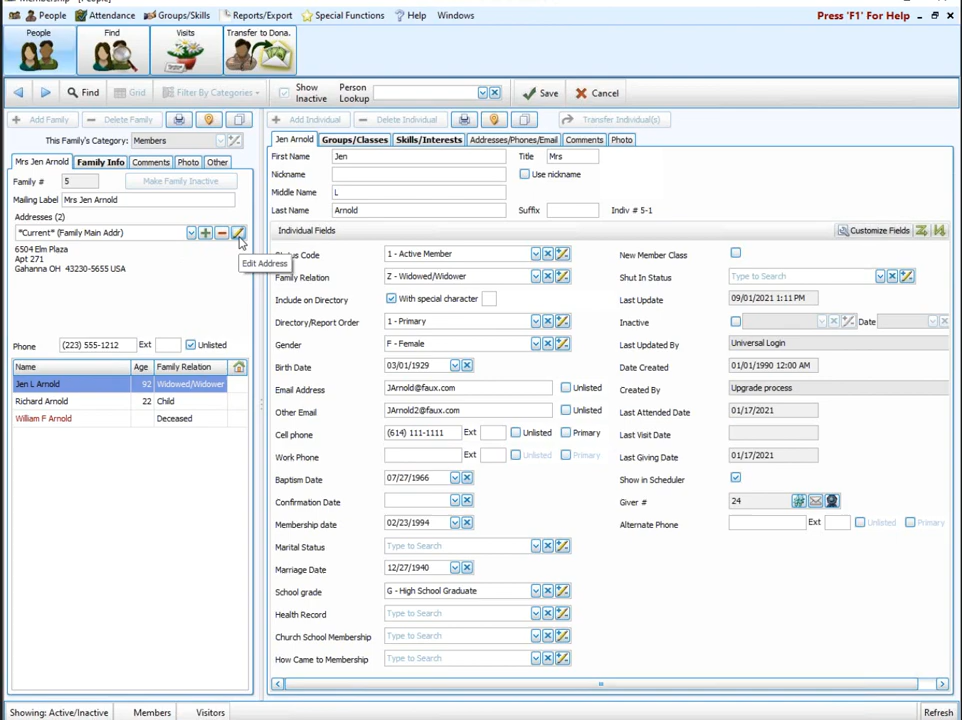 People Attendance Groups/Skills Reports/Export Special Functions Help Windows Press 'F1' For Help
People Find Visits Transfer to Dona.
Find Grid Filter By Categories Show Inactive Person Lookup Save Cancel
Add Family Delete Family
This Family's Category: Members
Mrs Jen Arnold Family Info Comments Photo Other
Family # 5 Make Family Inactive
Mailing Label Mrs Jen Arnold
Addresses (2)
*Current* (Family Main Addr)
6504 Elm Plaza
Apt 271
Gahanna OH 43230-5655 USA
Edit Address
Phone (223) 555-1212 Ext Unlisted
Name Age Family Relation
Jen L Arnold 92 Widowed/Widower
Richard Arnold 22 Child
William F Arnold Deceased
Add Individual Delete Individual Transfer Individual(s)
Jen Arnold Groups/Classes Skills/Interests Addresses/Phones/Email Comments Photo
First Name Jen Title Mrs
Nickname Use nickname
Middle Name L
Last Name Arnold Suffix Indiv # 5-1
Individual Fields Customize Fields
Status Code 1 - Active Member New Member Class
Family Relation Z - Widowed/Widower Shut In Status Type to Search
Include on Directory With special character Last Update 09/01/2021 1:11 PM
Directory/Report Order 1 - Primary Inactive Date
Gender F - Female Last Updated By Universal Login
Birth Date 03/01/1929 Date Created 01/01/1990 12:00 AM
Email Address JArnold@faux.com Unlisted Created By Upgrade process
Other Email JArnold2@faux.com Unlisted Last Attended Date 01/17/2021
Cell phone (614) 111-1111 Ext Unlisted Primary Last Visit Date
Work Phone Ext Unlisted Primary Last Giving Date 01/17/2021
Baptism Date 07/27/1966 Show in Scheduler
Confirmation Date Giver # 24
Membership date 02/23/1994 Alternate Phone Ext Unlisted Primary
Marital Status Type to Search
Marriage Date 12/27/1940
School grade G - High School Graduate
Health Record Type to Search
Church School Membership Type to Search
How Came to Membership Type to Search
Showing: Active/Inactive Members Visitors Refresh